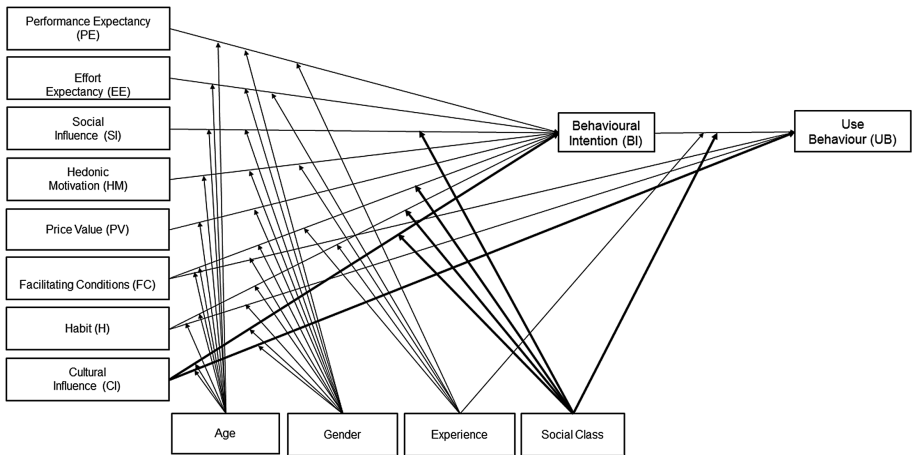 Performance Expectancy
(PE)
Effort
Expectancy (EE)
Social
Influence (SI)
Hedonic
Motivation (HM)
Price Value (PV)
Facilitating Conditions (FC)
Habit (H)
Cultural
Influence (CI)
Behavioural
Intention (BI)
Use
Behaviour (UB)
Age
Gender
Experience
Social Class